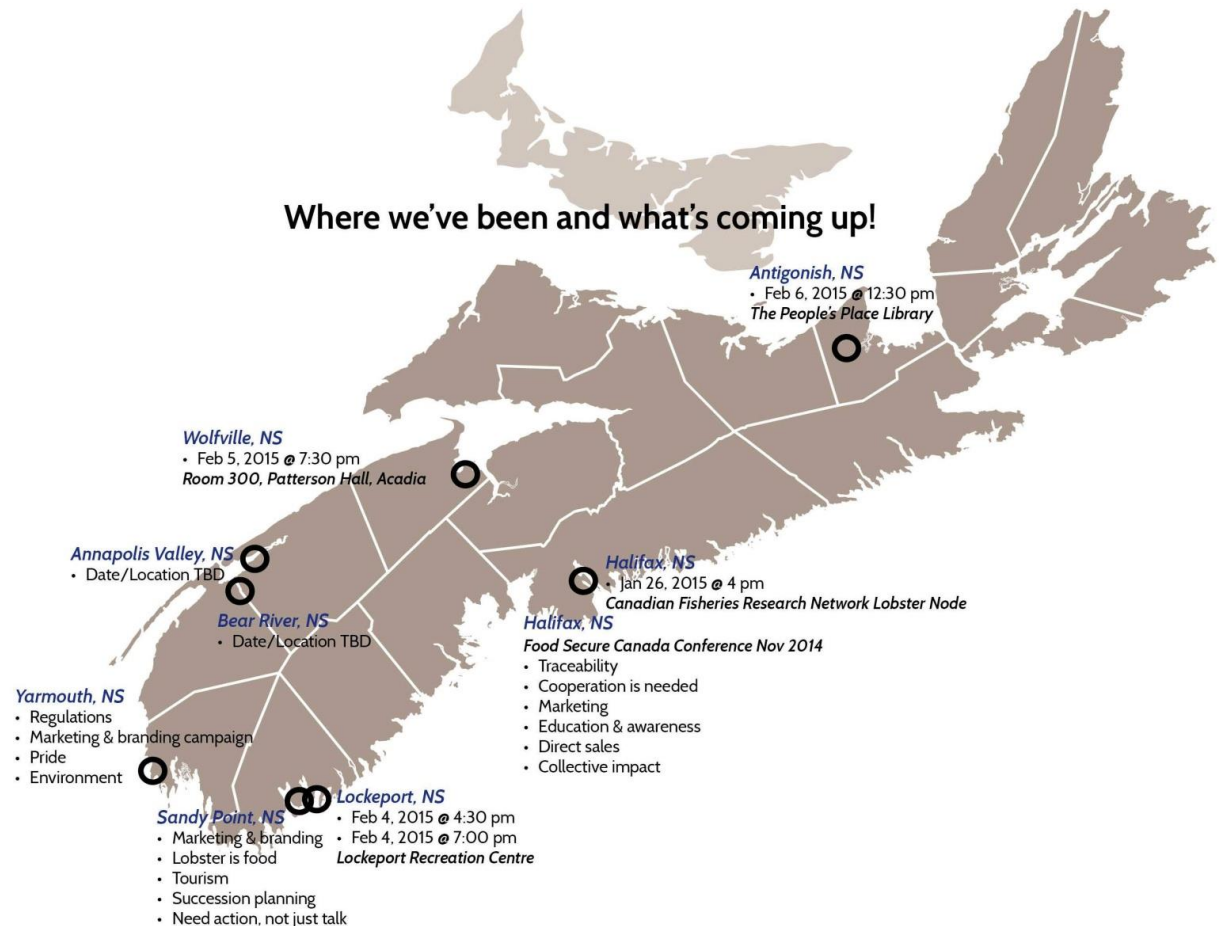 Where we've been and what's coming up!
Antigonish, NS
• Feb 6, 2015 @ 12:30 pm
The People's Place Library
Wolfville, NS
• Feb 5, 2015 @ 7:30 pm
Room 300, Patterson Hall, Acadia
Annapolis Valley, NS
• Date/Location TBD
Bear River, NS
• Date/Location TBD
Halifax, NS
• Jan 26, 2015 @ 4 pm
Canadian Fisheries Research Network Lobster Node
Halifax, NS
Food Secure Canada Conference Nov 2014
• Traceability
• Cooperation is needed
• Marketing
• Education & awareness
• Direct sales
• Collective impact
Yarmouth, NS
• Regulations
• Marketing & branding campaign
• Pride
• Environment
Sandy Point, NS
• Marketing & branding
• Lobster is food
• Tourism
• Succession planning
• Need action, not just talk
Lockeport, NS
• Feb 4, 2015 @ 4:30 pm
• Feb 4, 2015 @ 7:00 pm
Lockeport Recreation Centre